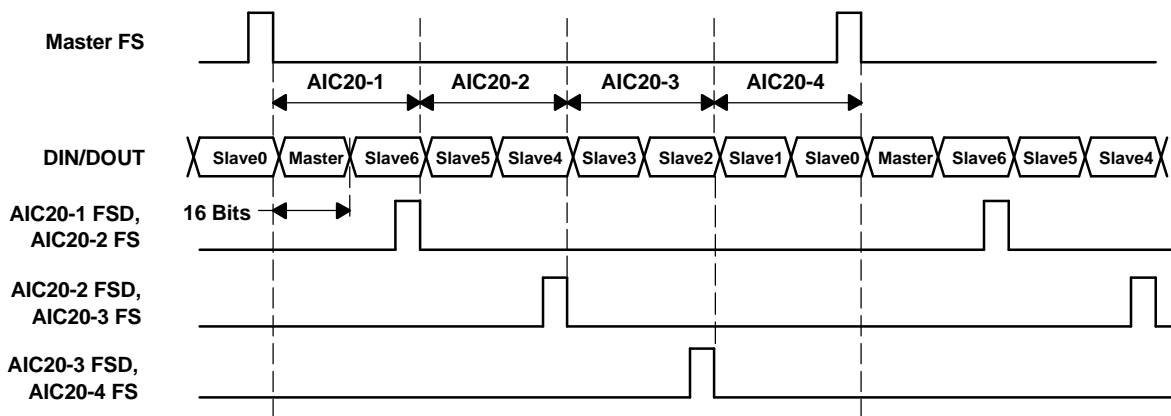 Master FS
AIC20-1 AIC20-2 AIC20-3 AIC20-4
DIN/DOUT Slave0 Master Slave6 Slave5 Slave4 Slave3 Slave2 Slave1 Slave0 Master Slave6 Slave5 Slave4
16 Bits
AIC20-1 FSD,
AIC20-2 FS
AIC20-2 FSD,
AIC20-3 FS
AIC20-3 FSD,
AIC20-4 FS